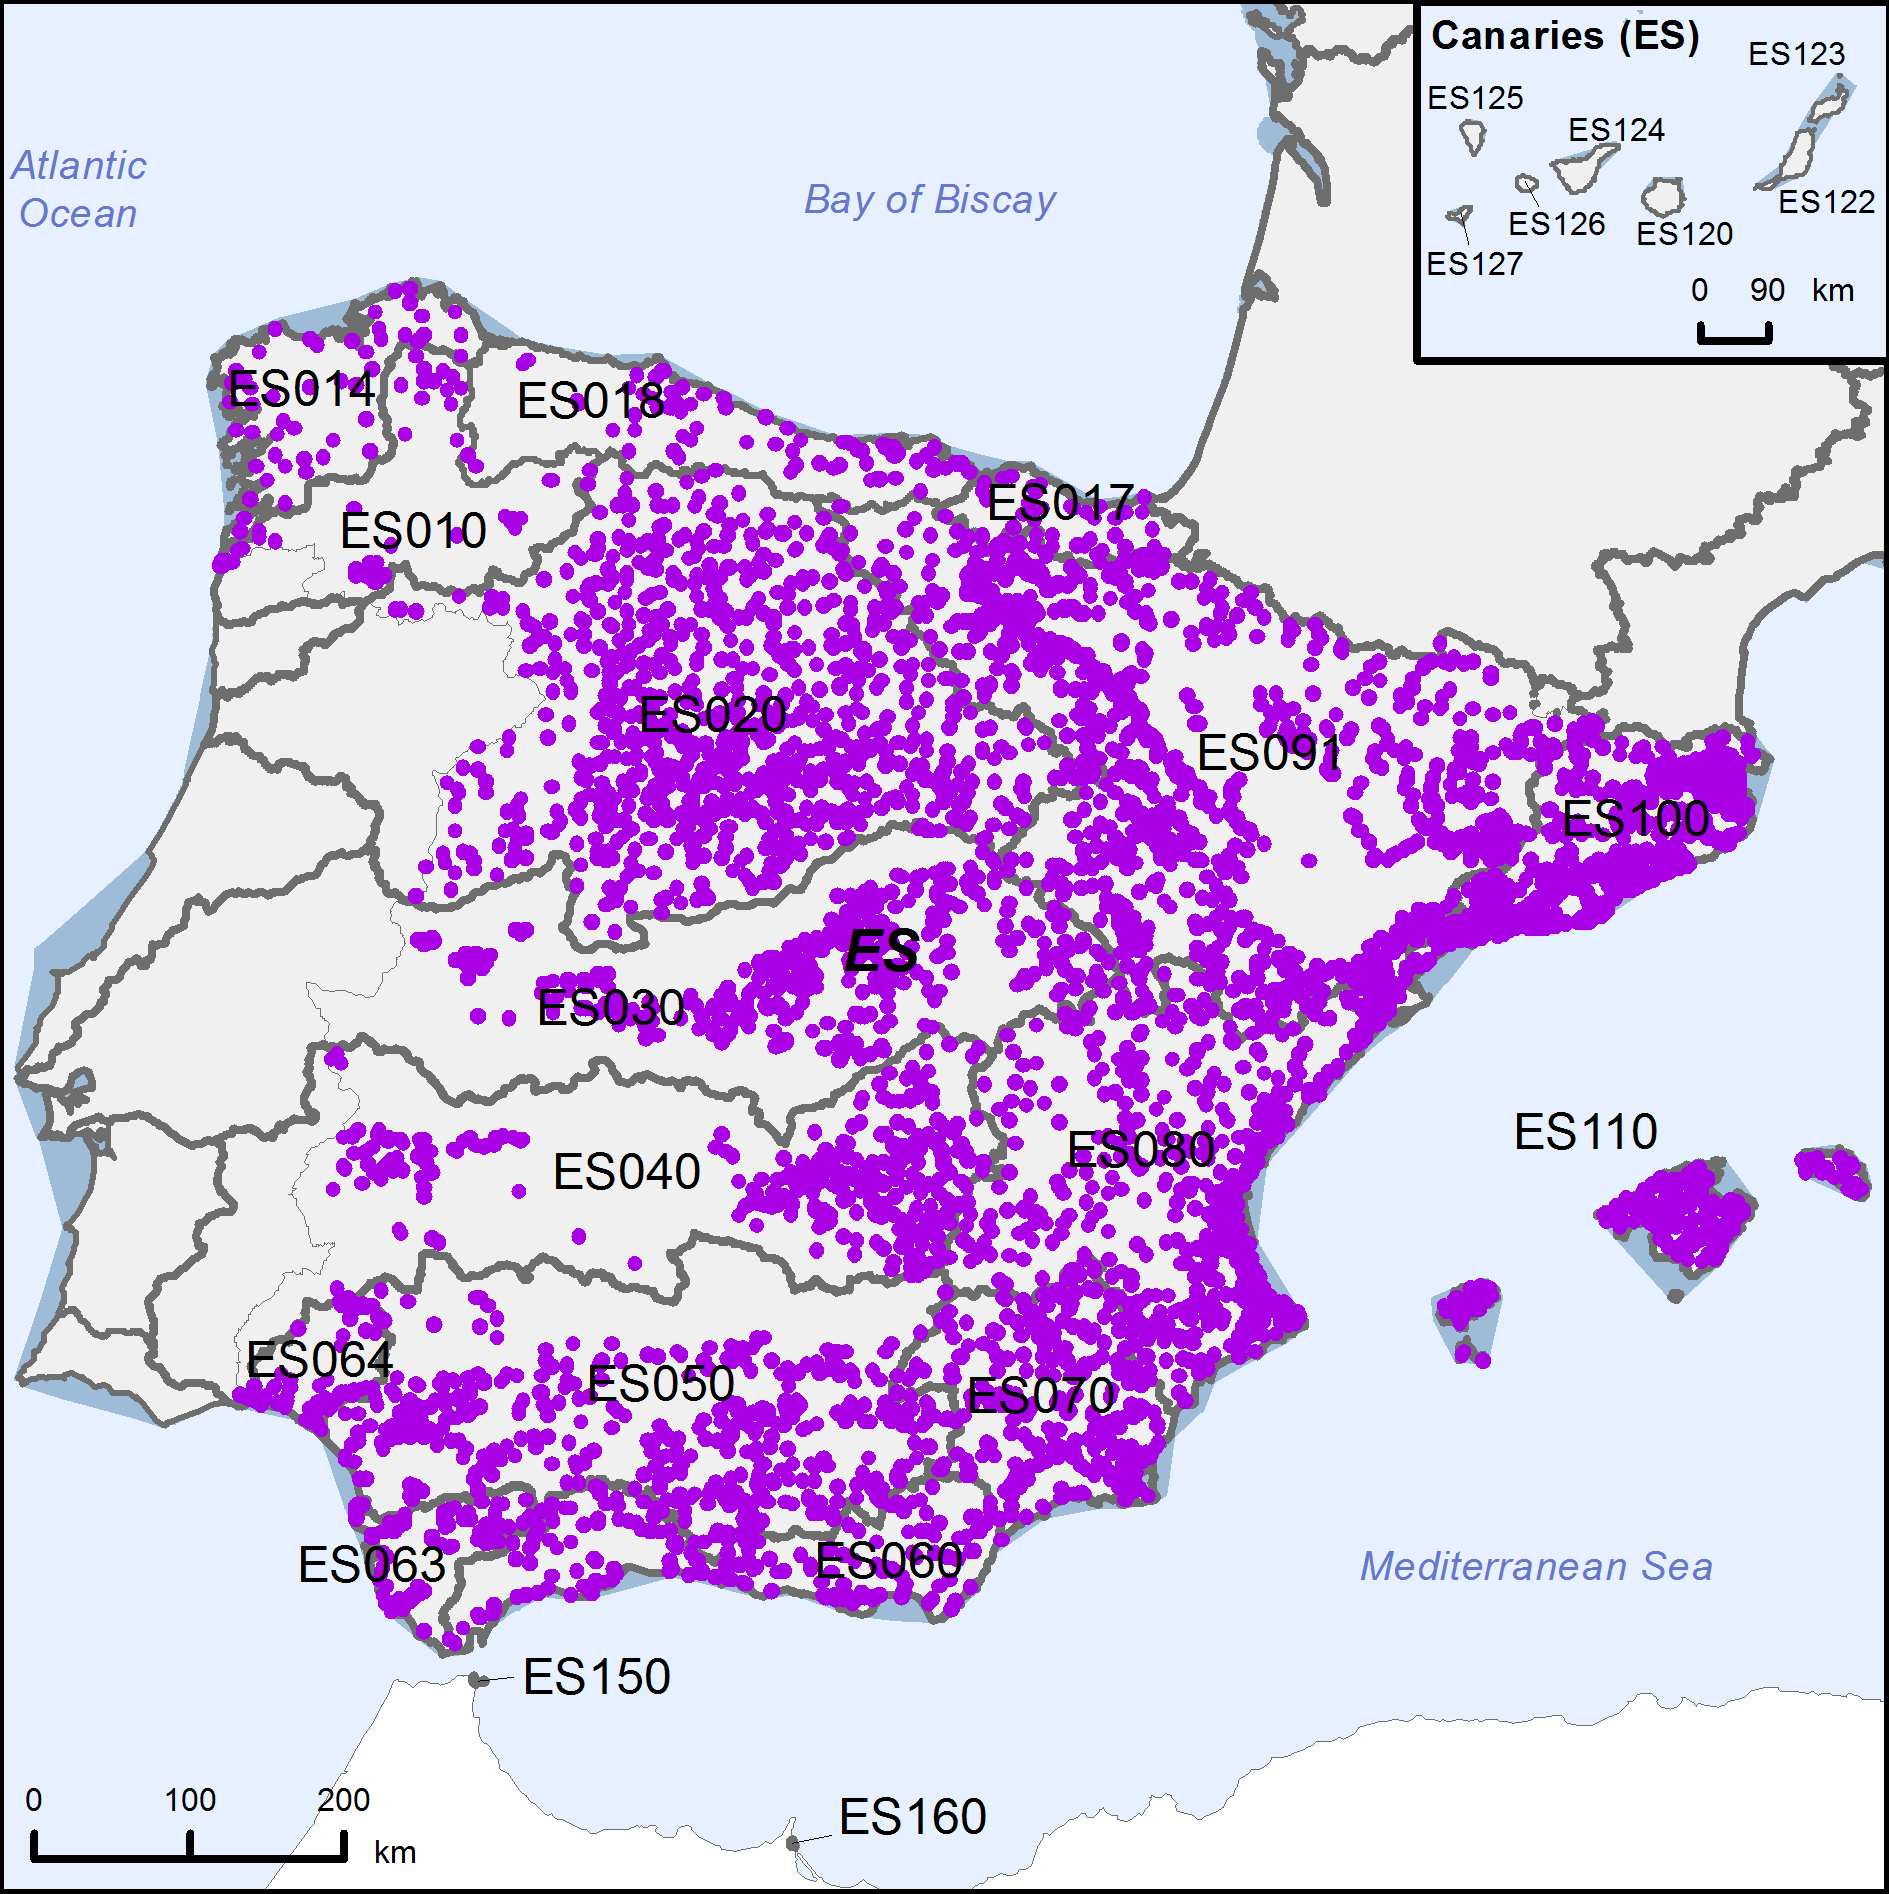 Canaries (ES)
ES123
ES125
ES124
ES122
ES126
ES120
ES127
0 90 km
Atlantic
Ocean
Bay of Biscay
ES014
ES018
ES017
ES010
ES020
ES091
ES100
ES
ES030
ES110
ES080
ES040
ES064
ES050
ES070
ES063
ES060
Mediterranean Sea
ES150
ES160
0 100 200
km